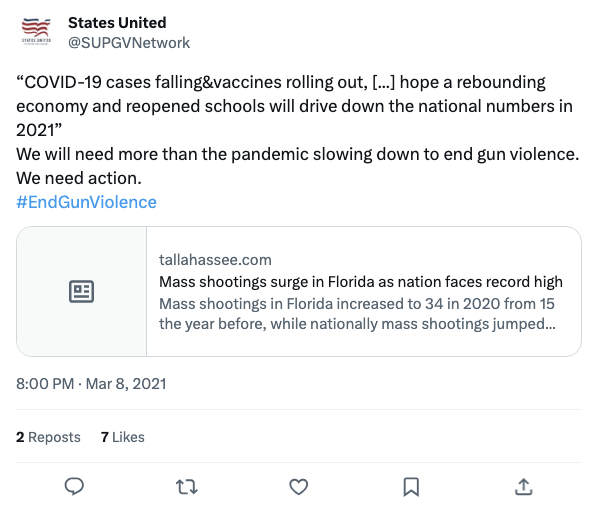 States United
@SUPGVNetwork
“COVID-19 cases falling&vaccines rolling out, [...] hope a rebounding
economy and reopened schools will drive down the national numbers in
2021”
We will need more than the pandemic slowing down to end gun violence.
We need action.
#EndGunViolence
tallahassee.com
Mass shootings surge in Florida as nation faces record high
Mass shootings in Florida increased to 34 in 2020 from 15
the year before, while nationally mass shootings jumped...
8:00 PM · Mar 8, 2021
2 Reposts 7 Likes